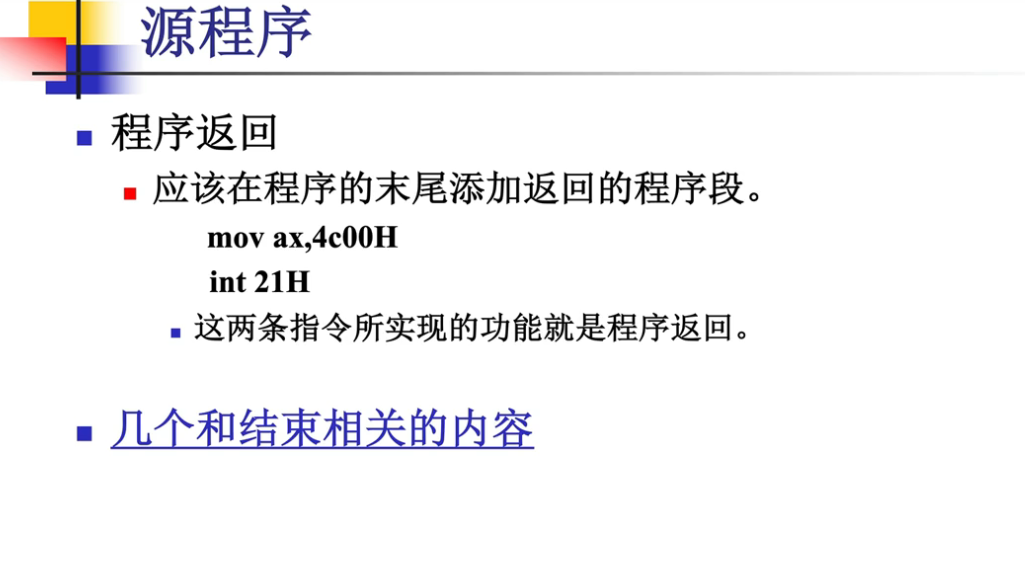 源程序
程序返回
应该在程序的末尾添加返回的程序段。
mov ax,4c00H
int 21H
这两条指令所实现的功能就是程序返回。
几个和结束相关的内容